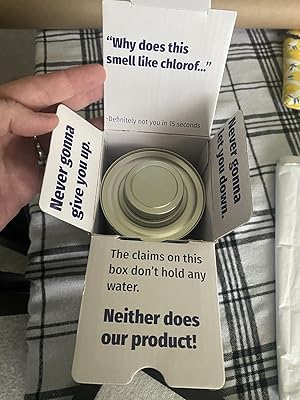 “Why does this
smell like chlorof...”
-Definitely not you in 15 seconds
Never gonna
give you up.
Never gonna
let you down.
The claims on this
box don’t hold any
water.
Neither does
our product!